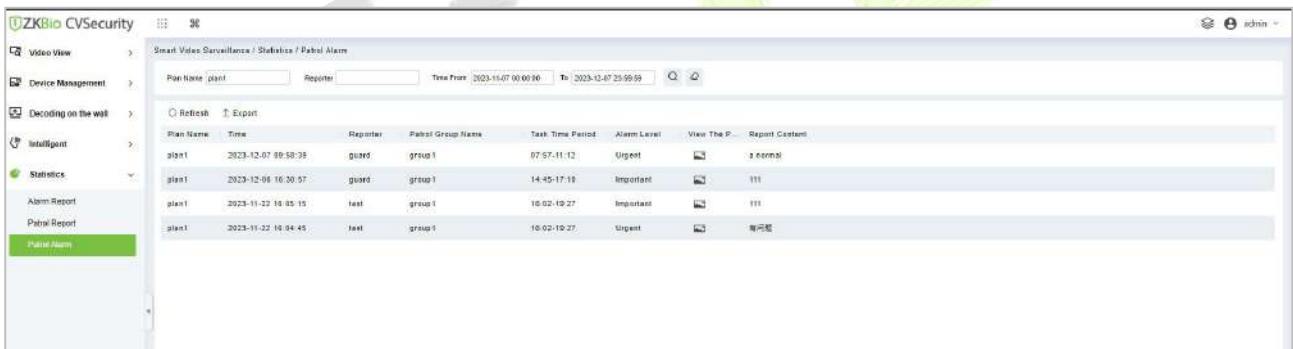 ZKBio CVSecurity
admin
Video View
Device Management
Decoding on the wall
Intelligent
Statistics
Alarm Report
Patrol Report
Patrol Alarm
Smart Video Surveillance / Statistics / Patrol Alarm
Plan Name plan1 Reporter Time From 2023-11-07 00:00:00 To 2023-12-07 23:59:59
Refresh Export
Plan Name Time Reporter Patrol Group Name Task Time Period Alarm Level View The P... Report Content
plan1 2023-12-07 09:58:39 guard group1 07:57-11:12 Urgent a normal
plan1 2023-12-06 16:30:57 guard group1 14:45-17:10 Important 111
plan1 2023-11-22 16:05:15 test group1 16:02-19:27 Important 111
plan1 2023-11-22 16:04:45 test group1 16:02-19:27 Urgent 有问题